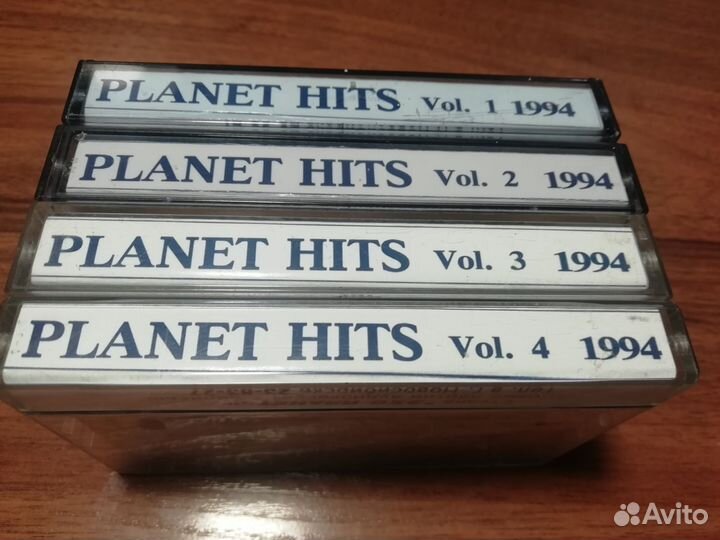 PLANET HITS Vol. 1 1994
PLANET HITS Vol. 2 1994
PLANET HITS Vol. 3 1994
PLANET HITS Vol. 4 1994
Avito